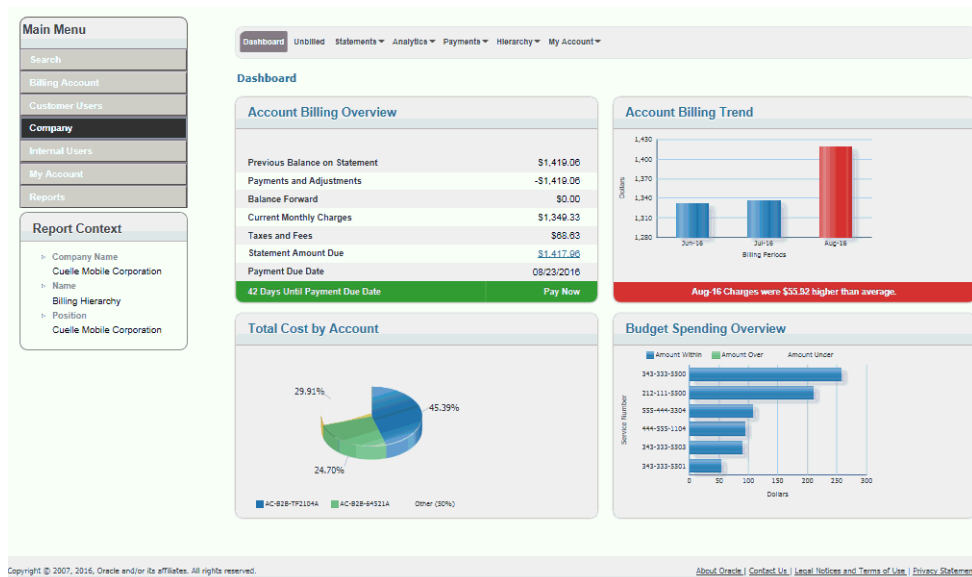 Main Menu
Search
Billing Account
Customer Users
Company
Internal Users
My Account
Reports
Report Context
Company Name
Cuelle Mobile Corporation
Name
Billing Hierarchy
Position
Cuelle Mobile Corporation
Dashboard Unbilled Statements Analytics Payments Hierarchy My Account
Dashboard
Account Billing Overview
Previous Balance on Statement $1,419.06
Payments and Adjustments -$1,419.06
Balance Forward $0.00
Current Monthly Charges $1,349.33
Taxes and Fees $68.63
Statement Amount Due $1,417.96
Payment Due Date 08/23/2016
42 Days Until Payment Due Date Pay Now
Account Billing Trend
Dollars
1,430
1,400
1,370
1,340
1,310
1,280
Jun-16 Jul-16 Aug-16
Billing Periods
Aug-16 Charges were $55.92 higher than average.
Total Cost by Account
29.91%
45.39%
24.70%
AC-B2B-TP2104A AC-B2B-64521A Other (50%)
Budget Spending Overview
Amount Within Amount Over Amount Under
Service Number
343-333-5500
212-111-5500
555-444-3304
444-555-1104
343-333-5503
343-333-5501
0 50 100 150 200 250 300
Dollars
Copyright © 2007, 2016, Oracle and/or its affiliates. All rights reserved.
About Oracle | Contact Us | Legal Notices and Terms of Use | Privacy Statemen